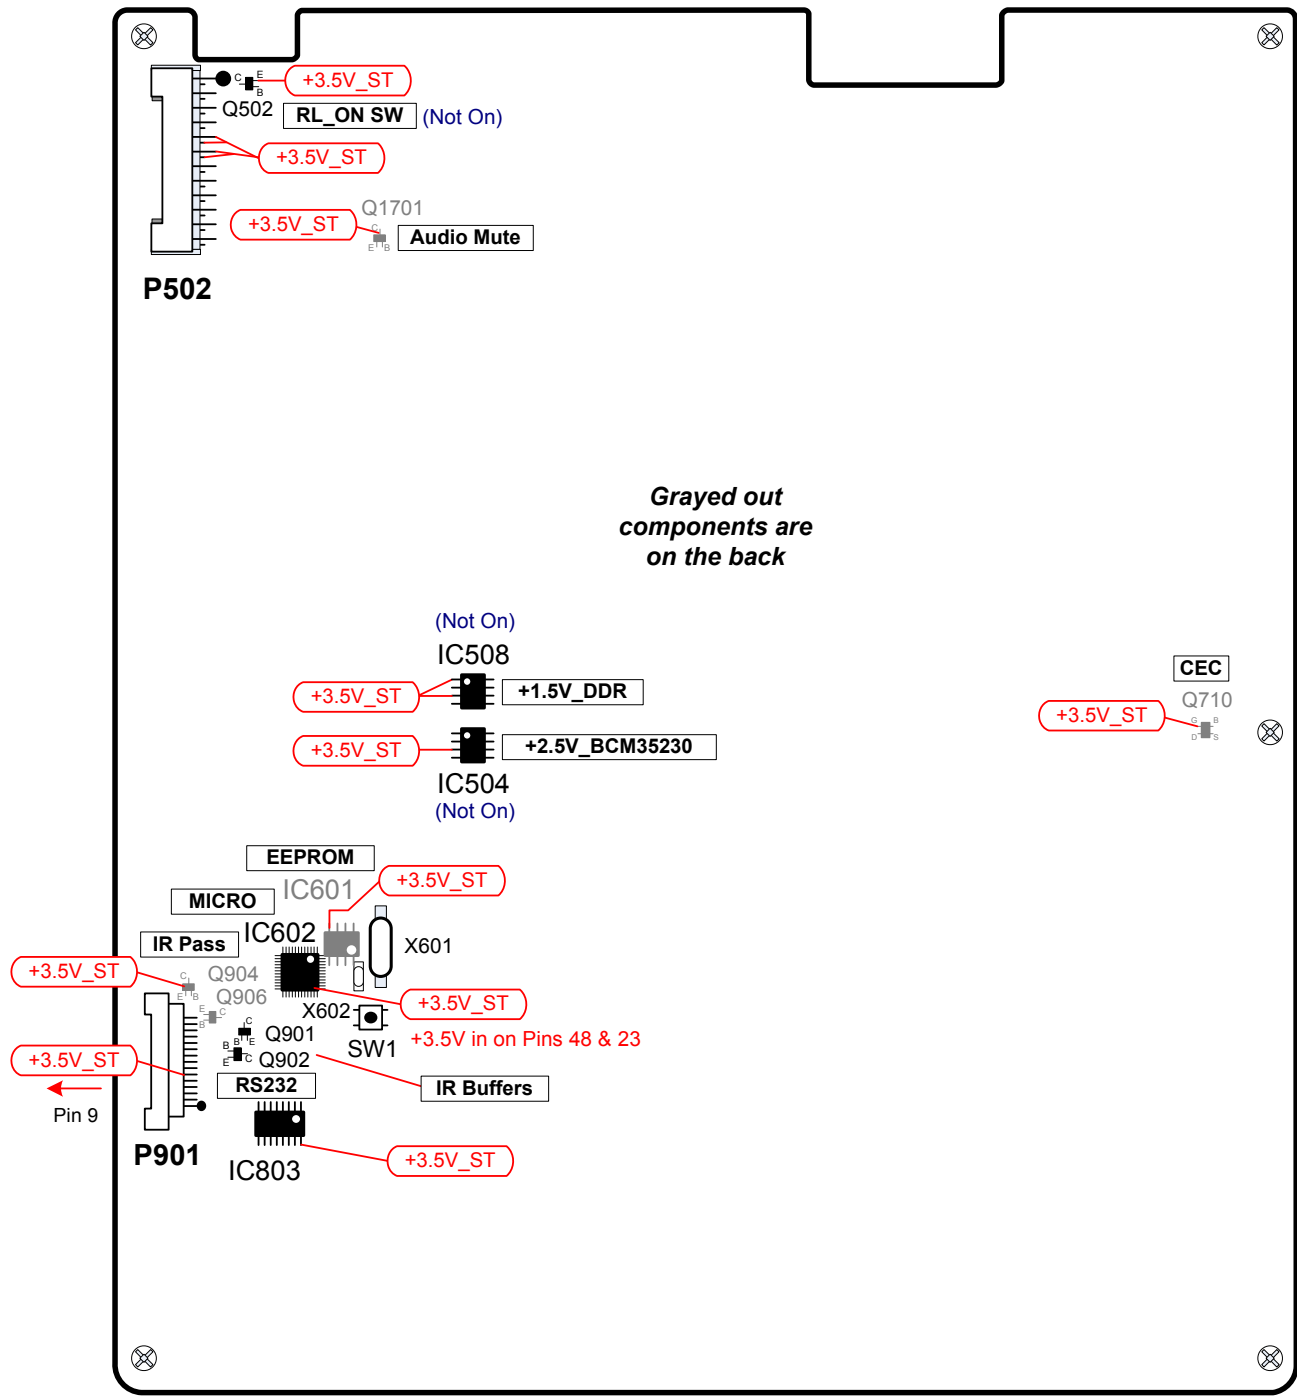 C E
B
+3.5V_ST
Q502
RL_ON SW (Not On)
+3.5V_ST
Q1701
+3.5V_ST
C
E B
Audio Mute
P502
Grayed out
components are
on the back
(Not On)
IC508
+3.5V_ST
+1.5V_DDR
+3.5V_ST
+2.5V_BCM35230
IC504
(Not On)
CEC
Q710
+3.5V_ST
G B
D S
EEPROM
IC601
+3.5V_ST
MICRO
IC602
IR Pass
X601
+3.5V_ST
C
E B
Q904
Q906
E
C
B
X602
+3.5V_ST
+3.5V in on Pins 48 & 23
SW1
C
B E
Q901
B
E C
Q902
+3.5V_ST
Pin 9
RS232
IR Buffers
P901
IC803
+3.5V_ST